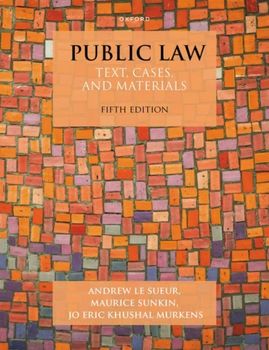 OXFORD
PUBLIC LAW
TEXT, CASES,
AND MATERIALS
FIFTH EDITION
ANDREW LE SUEUR,
MAURICE SUNKIN,
JO ERIC KHUSHAL MURKENS